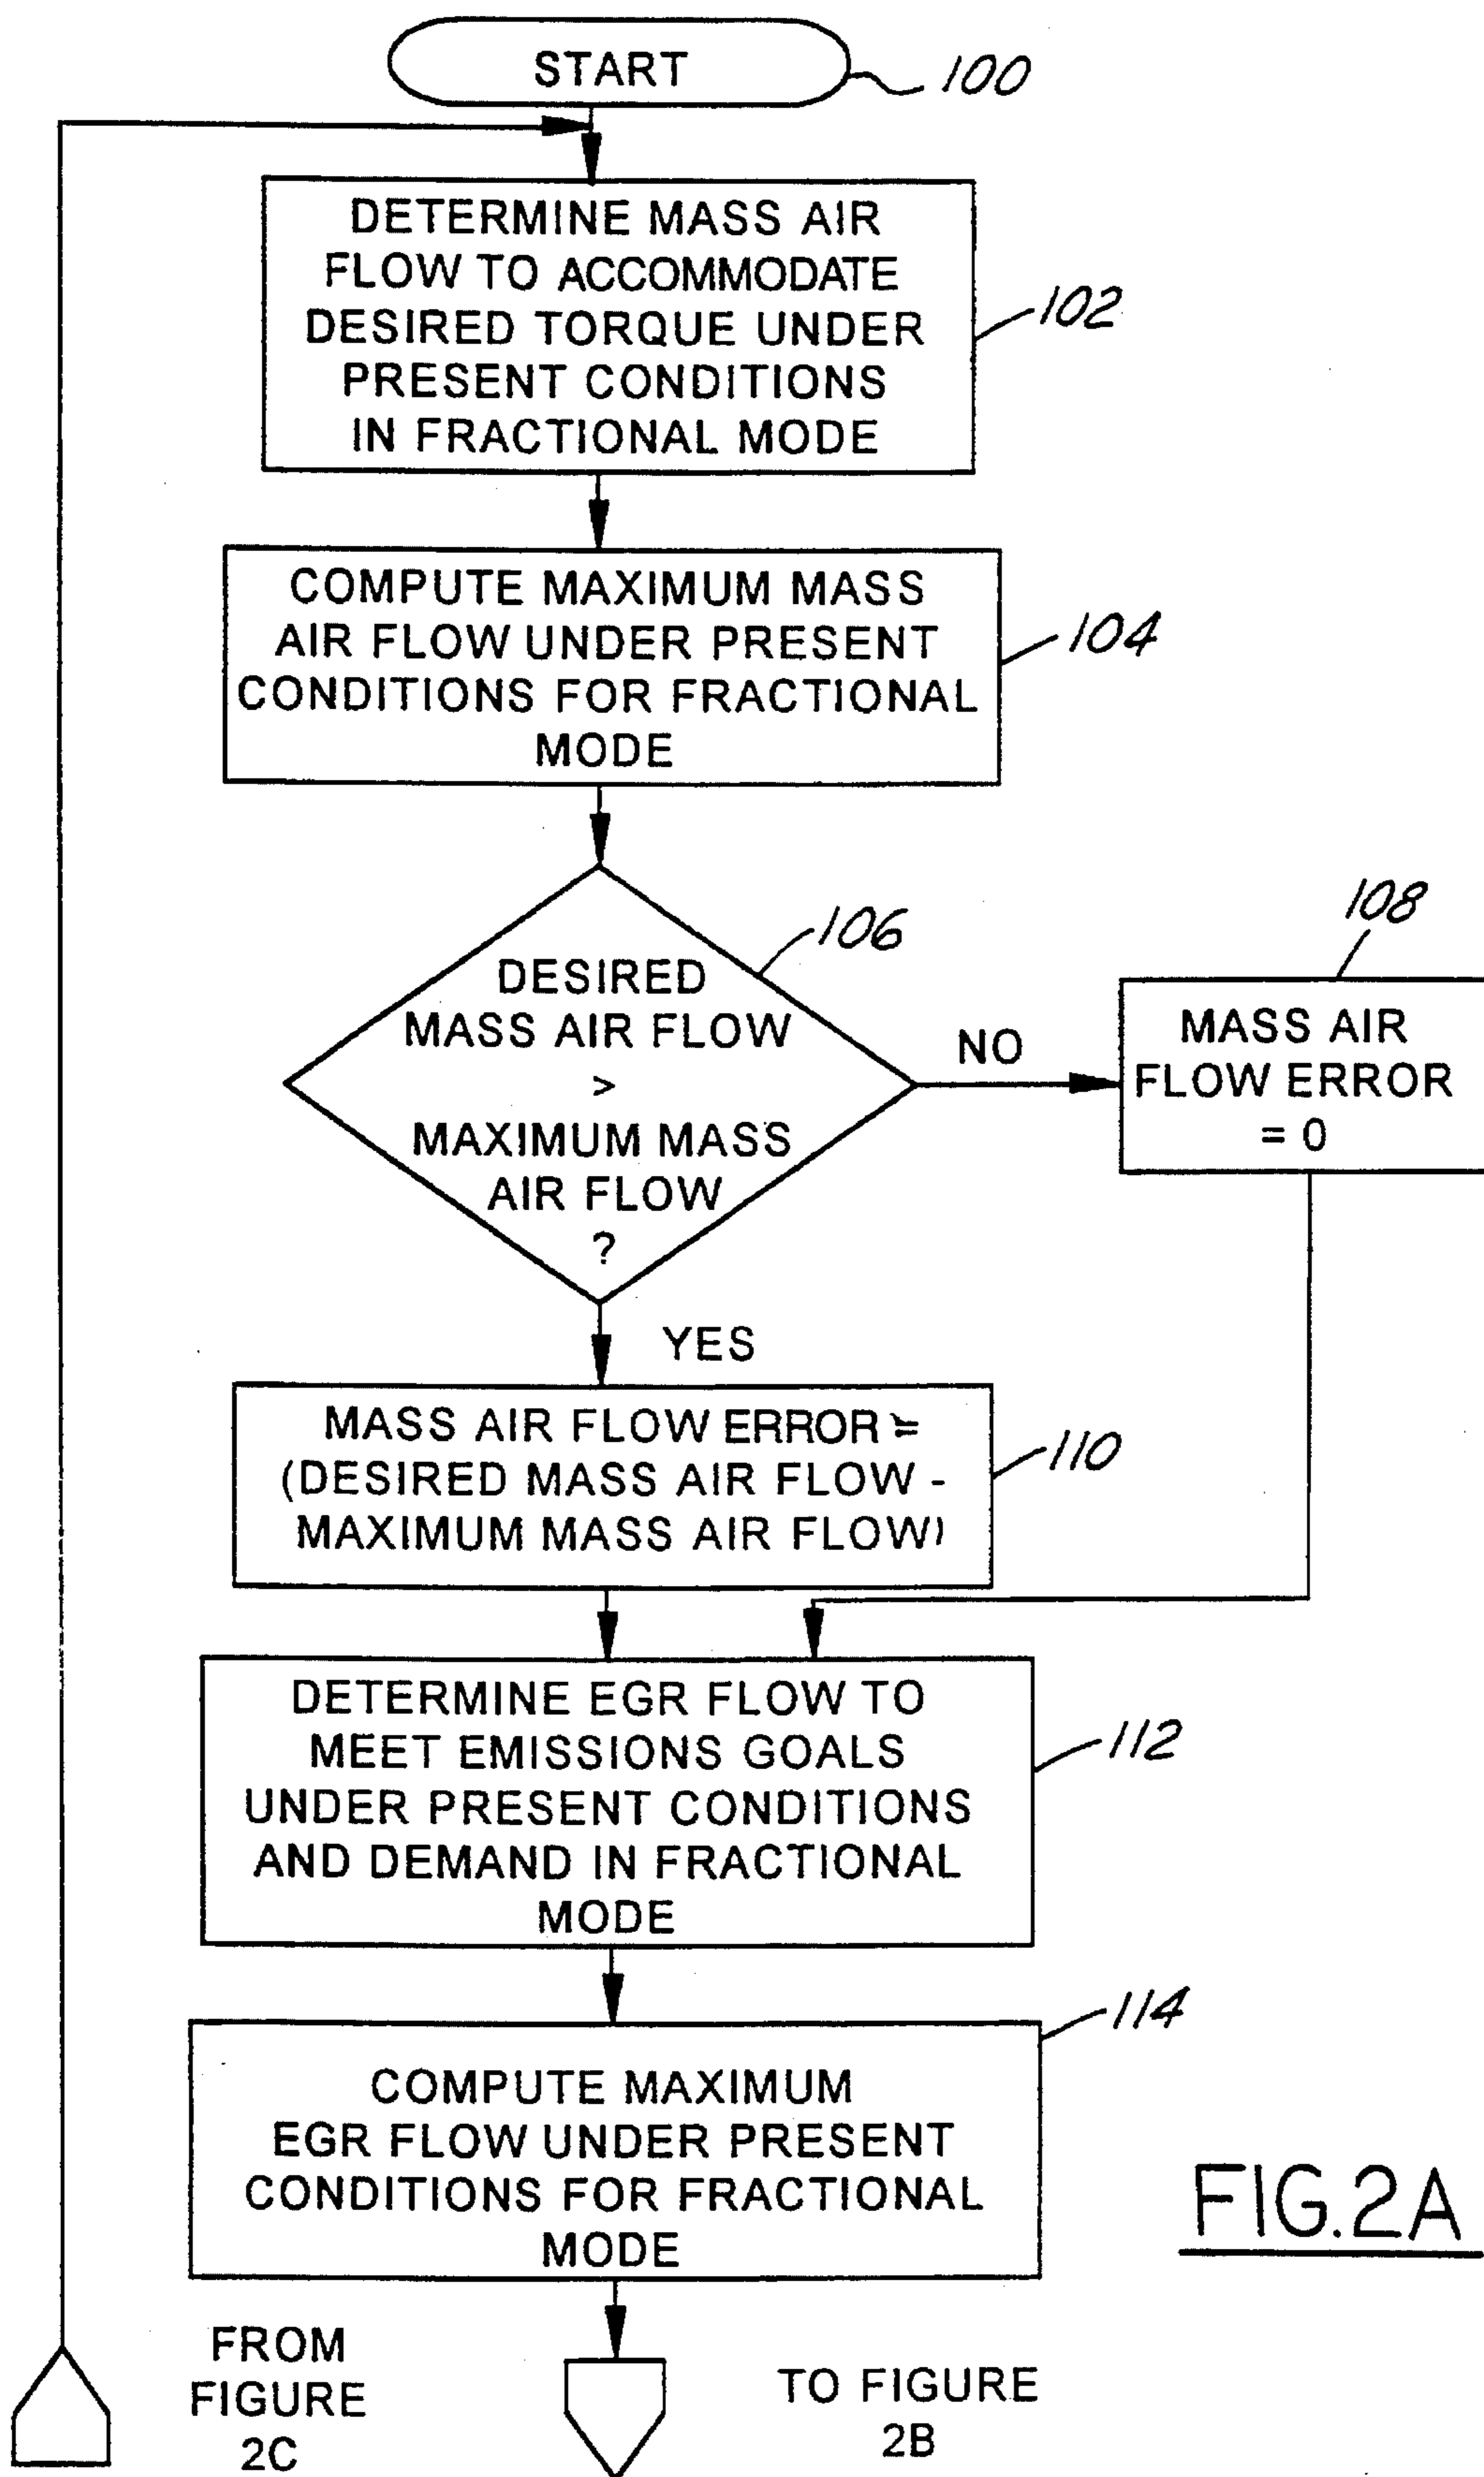 START
100
DETERMINE MASS AIR
FLOW TO ACCOMMODATE
DESIRED TORQUE UNDER
PRESENT CONDITIONS
IN FRACTIONAL MODE
102
COMPUTE MAXIMUM MASS
AIR FLOW UNDER PRESENT
CONDITIONS FOR FRACTIONAL
MODE
104
DESIRED
MASS AIR FLOW
>
MAXIMUM MASS
AIR FLOW
?
106
NO
108
MASS AIR
FLOW ERROR
= 0
YES
MASS AIR FLOW ERROR =
(DESIRED MASS AIR FLOW -
MAXIMUM MASS AIR FLOW)
110
DETERMINE EGR FLOW TO
MEET EMISSIONS GOALS
UNDER PRESENT CONDITIONS
AND DEMAND IN FRACTIONAL
MODE
112
114
COMPUTE MAXIMUM
EGR FLOW UNDER PRESENT
CONDITIONS FOR FRACTIONAL
MODE
FIG.2A
FROM
FIGURE
2C
TO FIGURE
2B